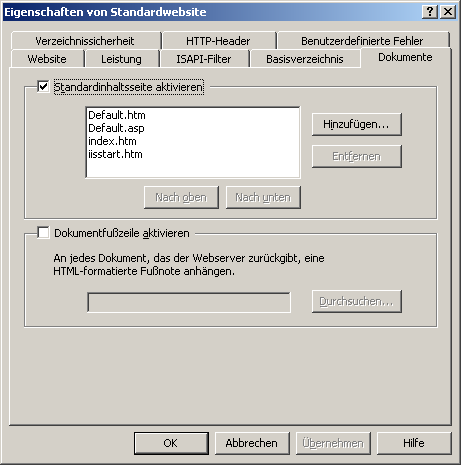 Eigenschaften von Standardwebsite
Verzeichnissicherheit HTTP-Header Benutzerdefinierte Fehler
Website Leistung ISAPI-Filter Basisverzeichnis Dokumente
Standardinhaltsseite aktivieren
Default.htm
Default.asp
index.htm
iisstart.htm
Hinzufügen...
Entfernen
Nach oben Nach unten
Dokumentfußzeile aktivieren
An jedes Dokument, das der Webserver zurückgibt, eine
HTML-formatierte Fußnote anhängen.
Durchsuchen...
OK Abbrechen Übernehmen Hilfe